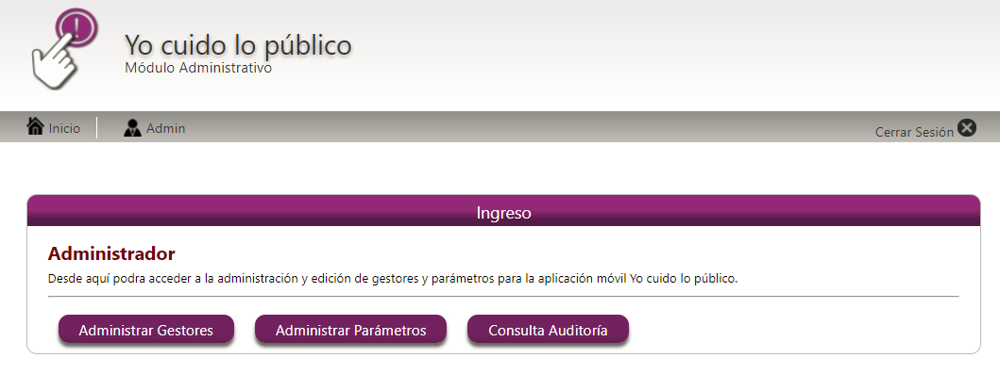 Yo cuido lo público
Módulo Administrativo
Inicio
Admin
Cerrar Sesión
Ingreso
Administrador
Desde aquí podra acceder a la administración y edición de gestores y parámetros para la aplicación móvil Yo cuido lo público.
Administrar Gestores
Administrar Parámetros
Consulta Auditoría